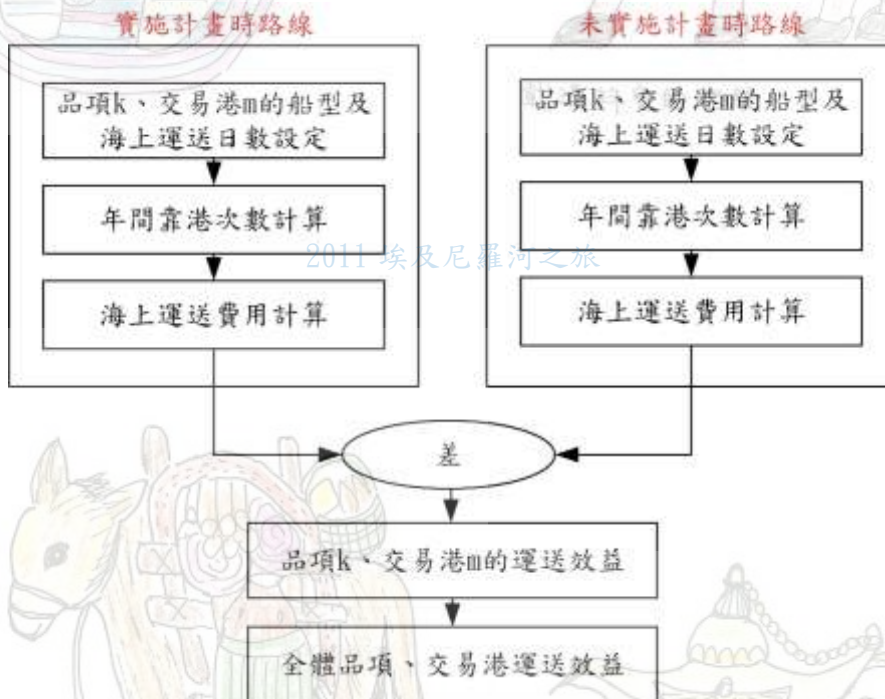 實施計畫時路線
品項k、交易港m的船型及
海上運送日數設定
年間靠港次數計算
海上運送費用計算
未實施計畫時路線
品項k、交易港m的船型及
海上運送日數設定
年間靠港次數計算
海上運送費用計算
2011 埃及尼羅河之旅
差
品項k、交易港m的運送效益
全體品項、交易港運送效益